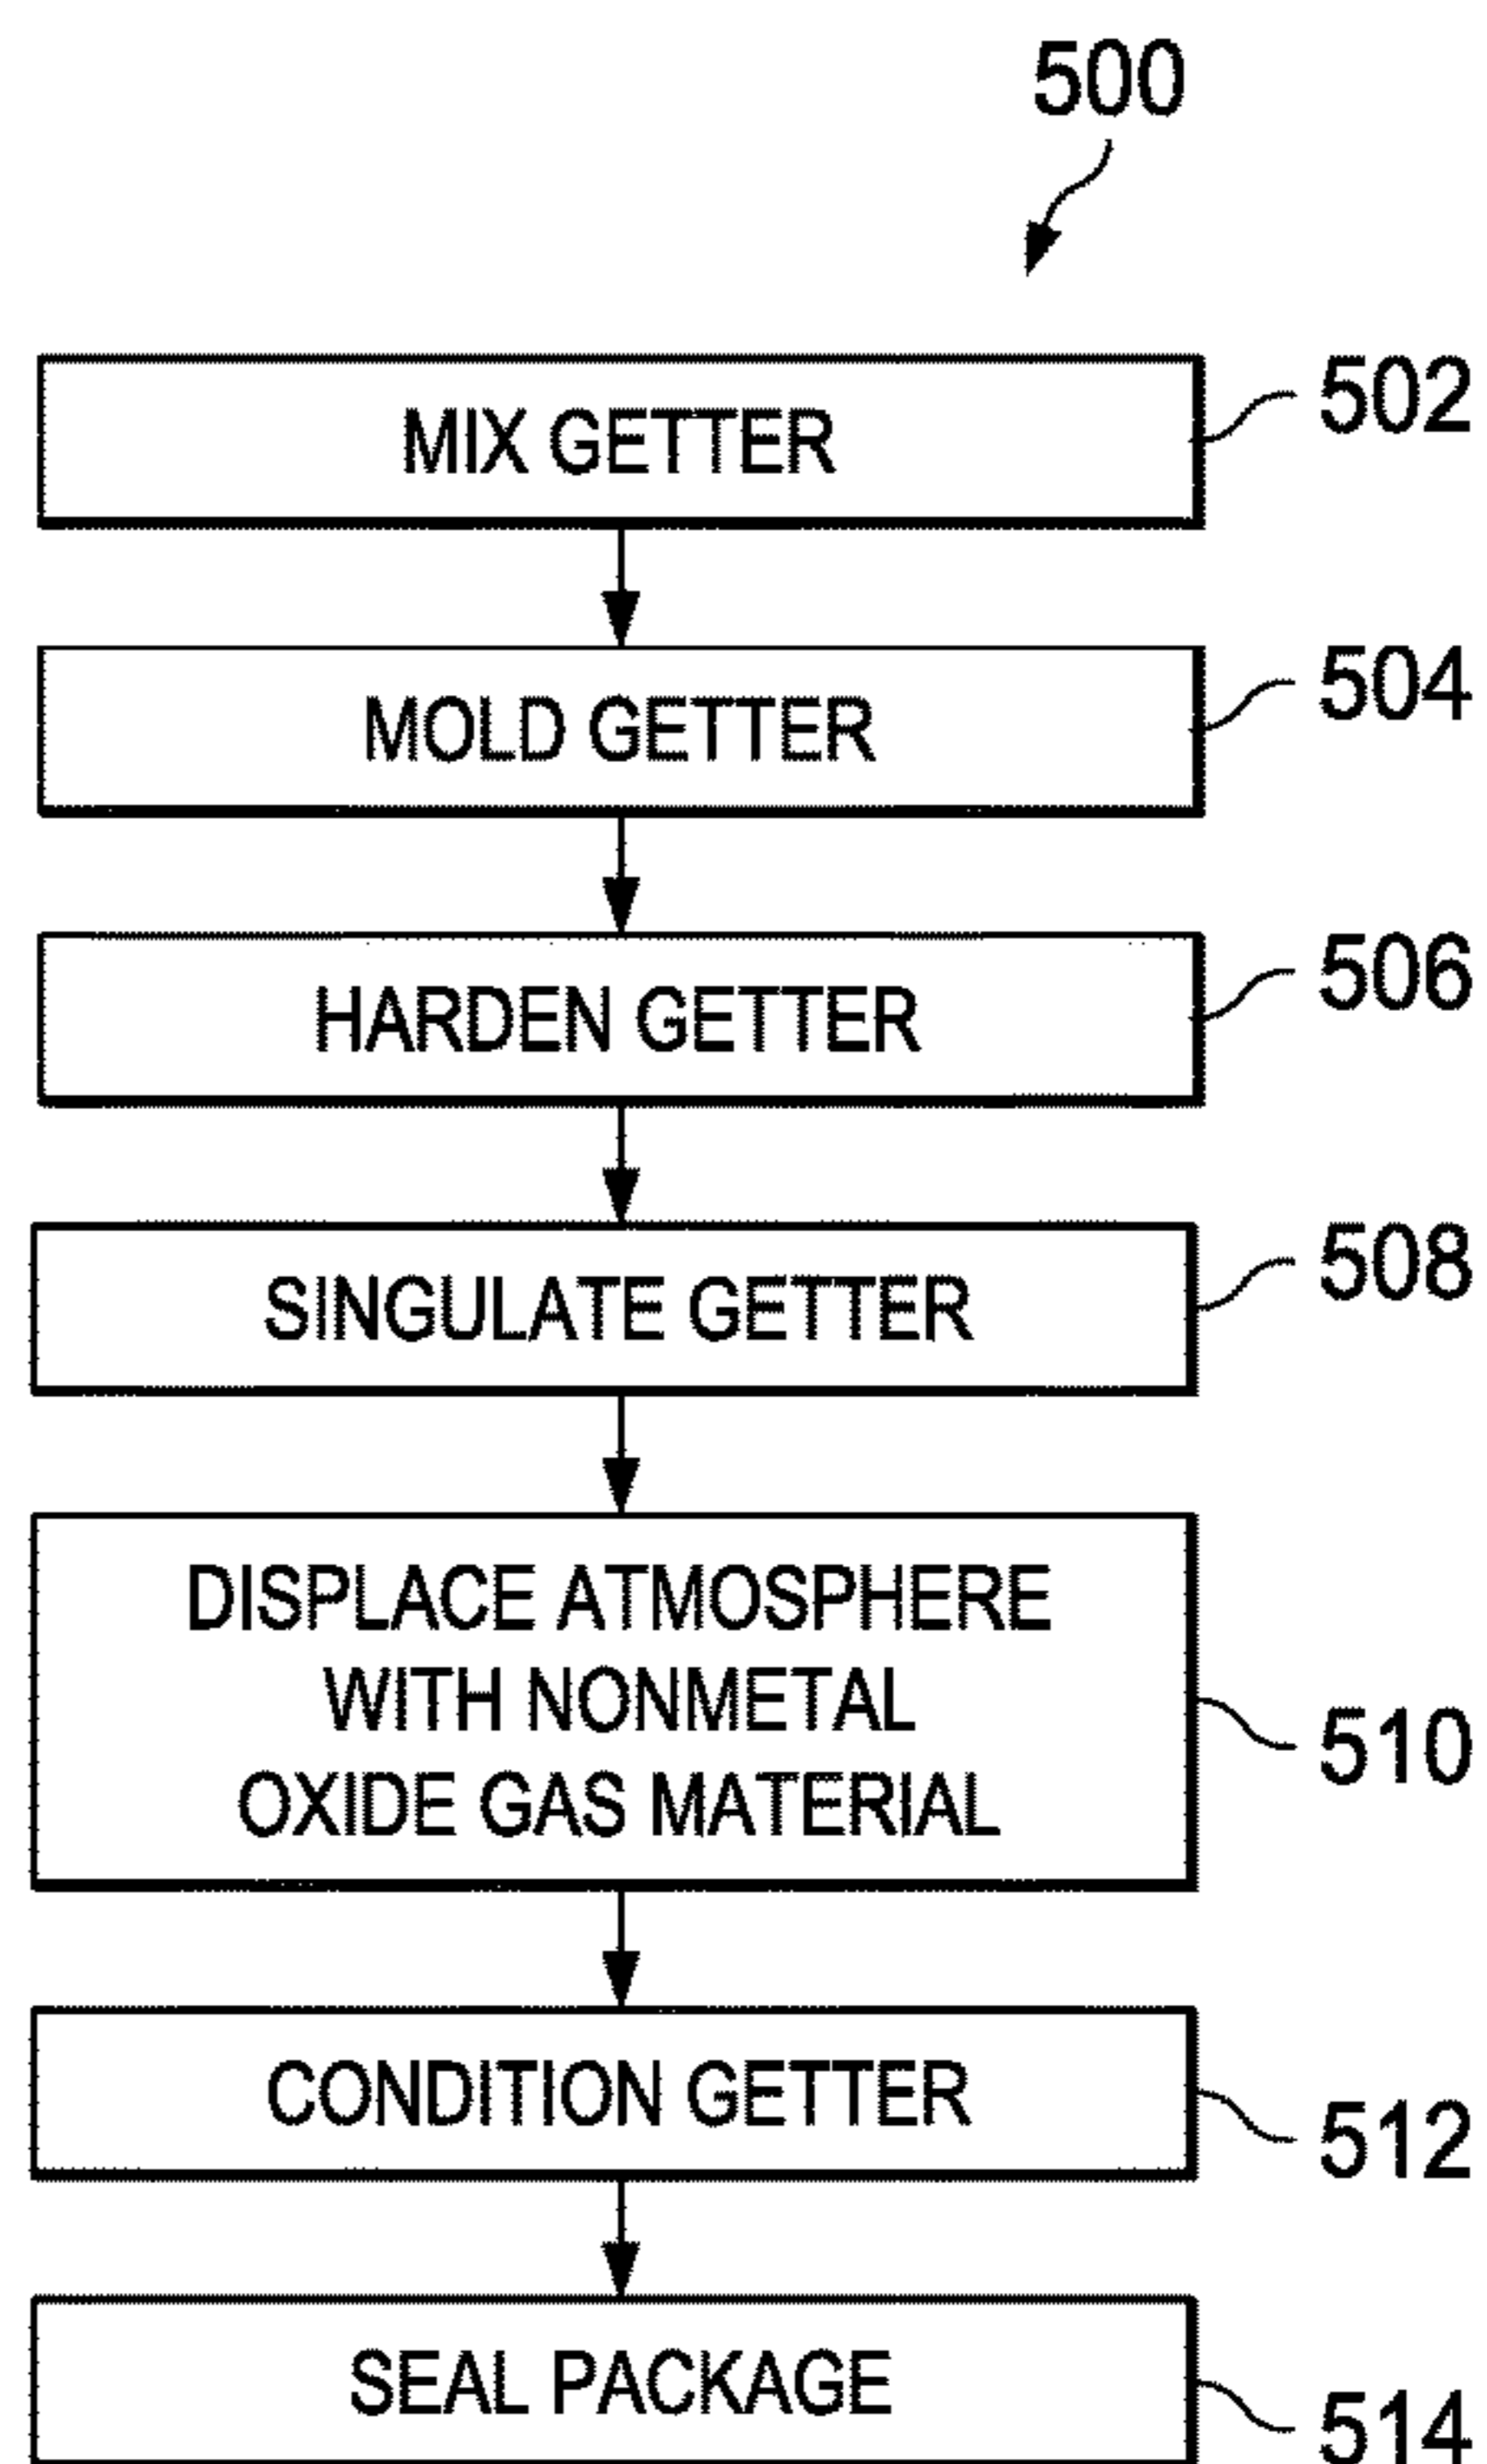 500
MIX GETTER
502
MOLD GETTER
504
HARDEN GETTER
506
SINGULATE GETTER
508
DISPLACE ATMOSPHERE
WITH NONMETAL
OXIDE GAS MATERIAL
510
CONDITION GETTER
512
SEAL PACKAGE
514